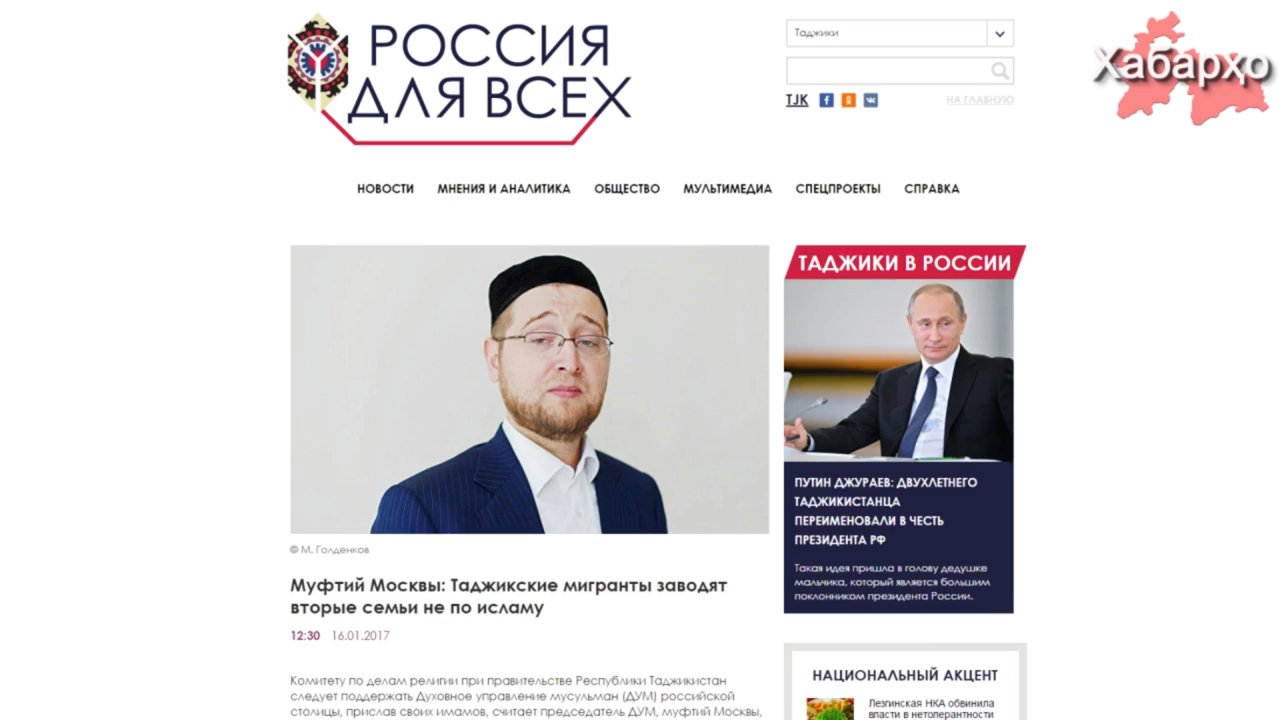 РОССИЯ
ДЛЯ ВСЕХ
Таджики
TJK
НА ГЛАВНУЮ
Хабарҳо
НОВОСТИ МНЕНИЯ И АНАЛИТИКА ОБЩЕСТВО МУЛЬТИМЕДИА СПЕЦПРОЕКТЫ СПРАВКА
© М. Голденков
Муфтий Москвы: Таджикские мигранты заводят
вторые семьи не по исламу
12:30 16.01.2017
Комитету по делам религии при правительстве Республики Таджикистан
следует поддержать Духовное управление мусульман (ДУМ) российской
столицы, прислав своих имамов, считает председатель ДУМ, муфтий Москвы,
ТАДЖИКИ В РОССИИ
ПУТИН ДЖУРАЕВ: ДВУХЛЕТНЕГО
ТАДЖИКИСТАНЦА
ПЕРЕИМЕНОВАЛИ В ЧЕСТЬ
ПРЕЗИДЕНТА РФ
Такая идея пришла в голову дедушке
мальчика, который является большим
поклонником президента России.
НАЦИОНАЛЬНЫЙ АКЦЕНТ
Лезгинская НКА обвинила
власти в нетолерантности